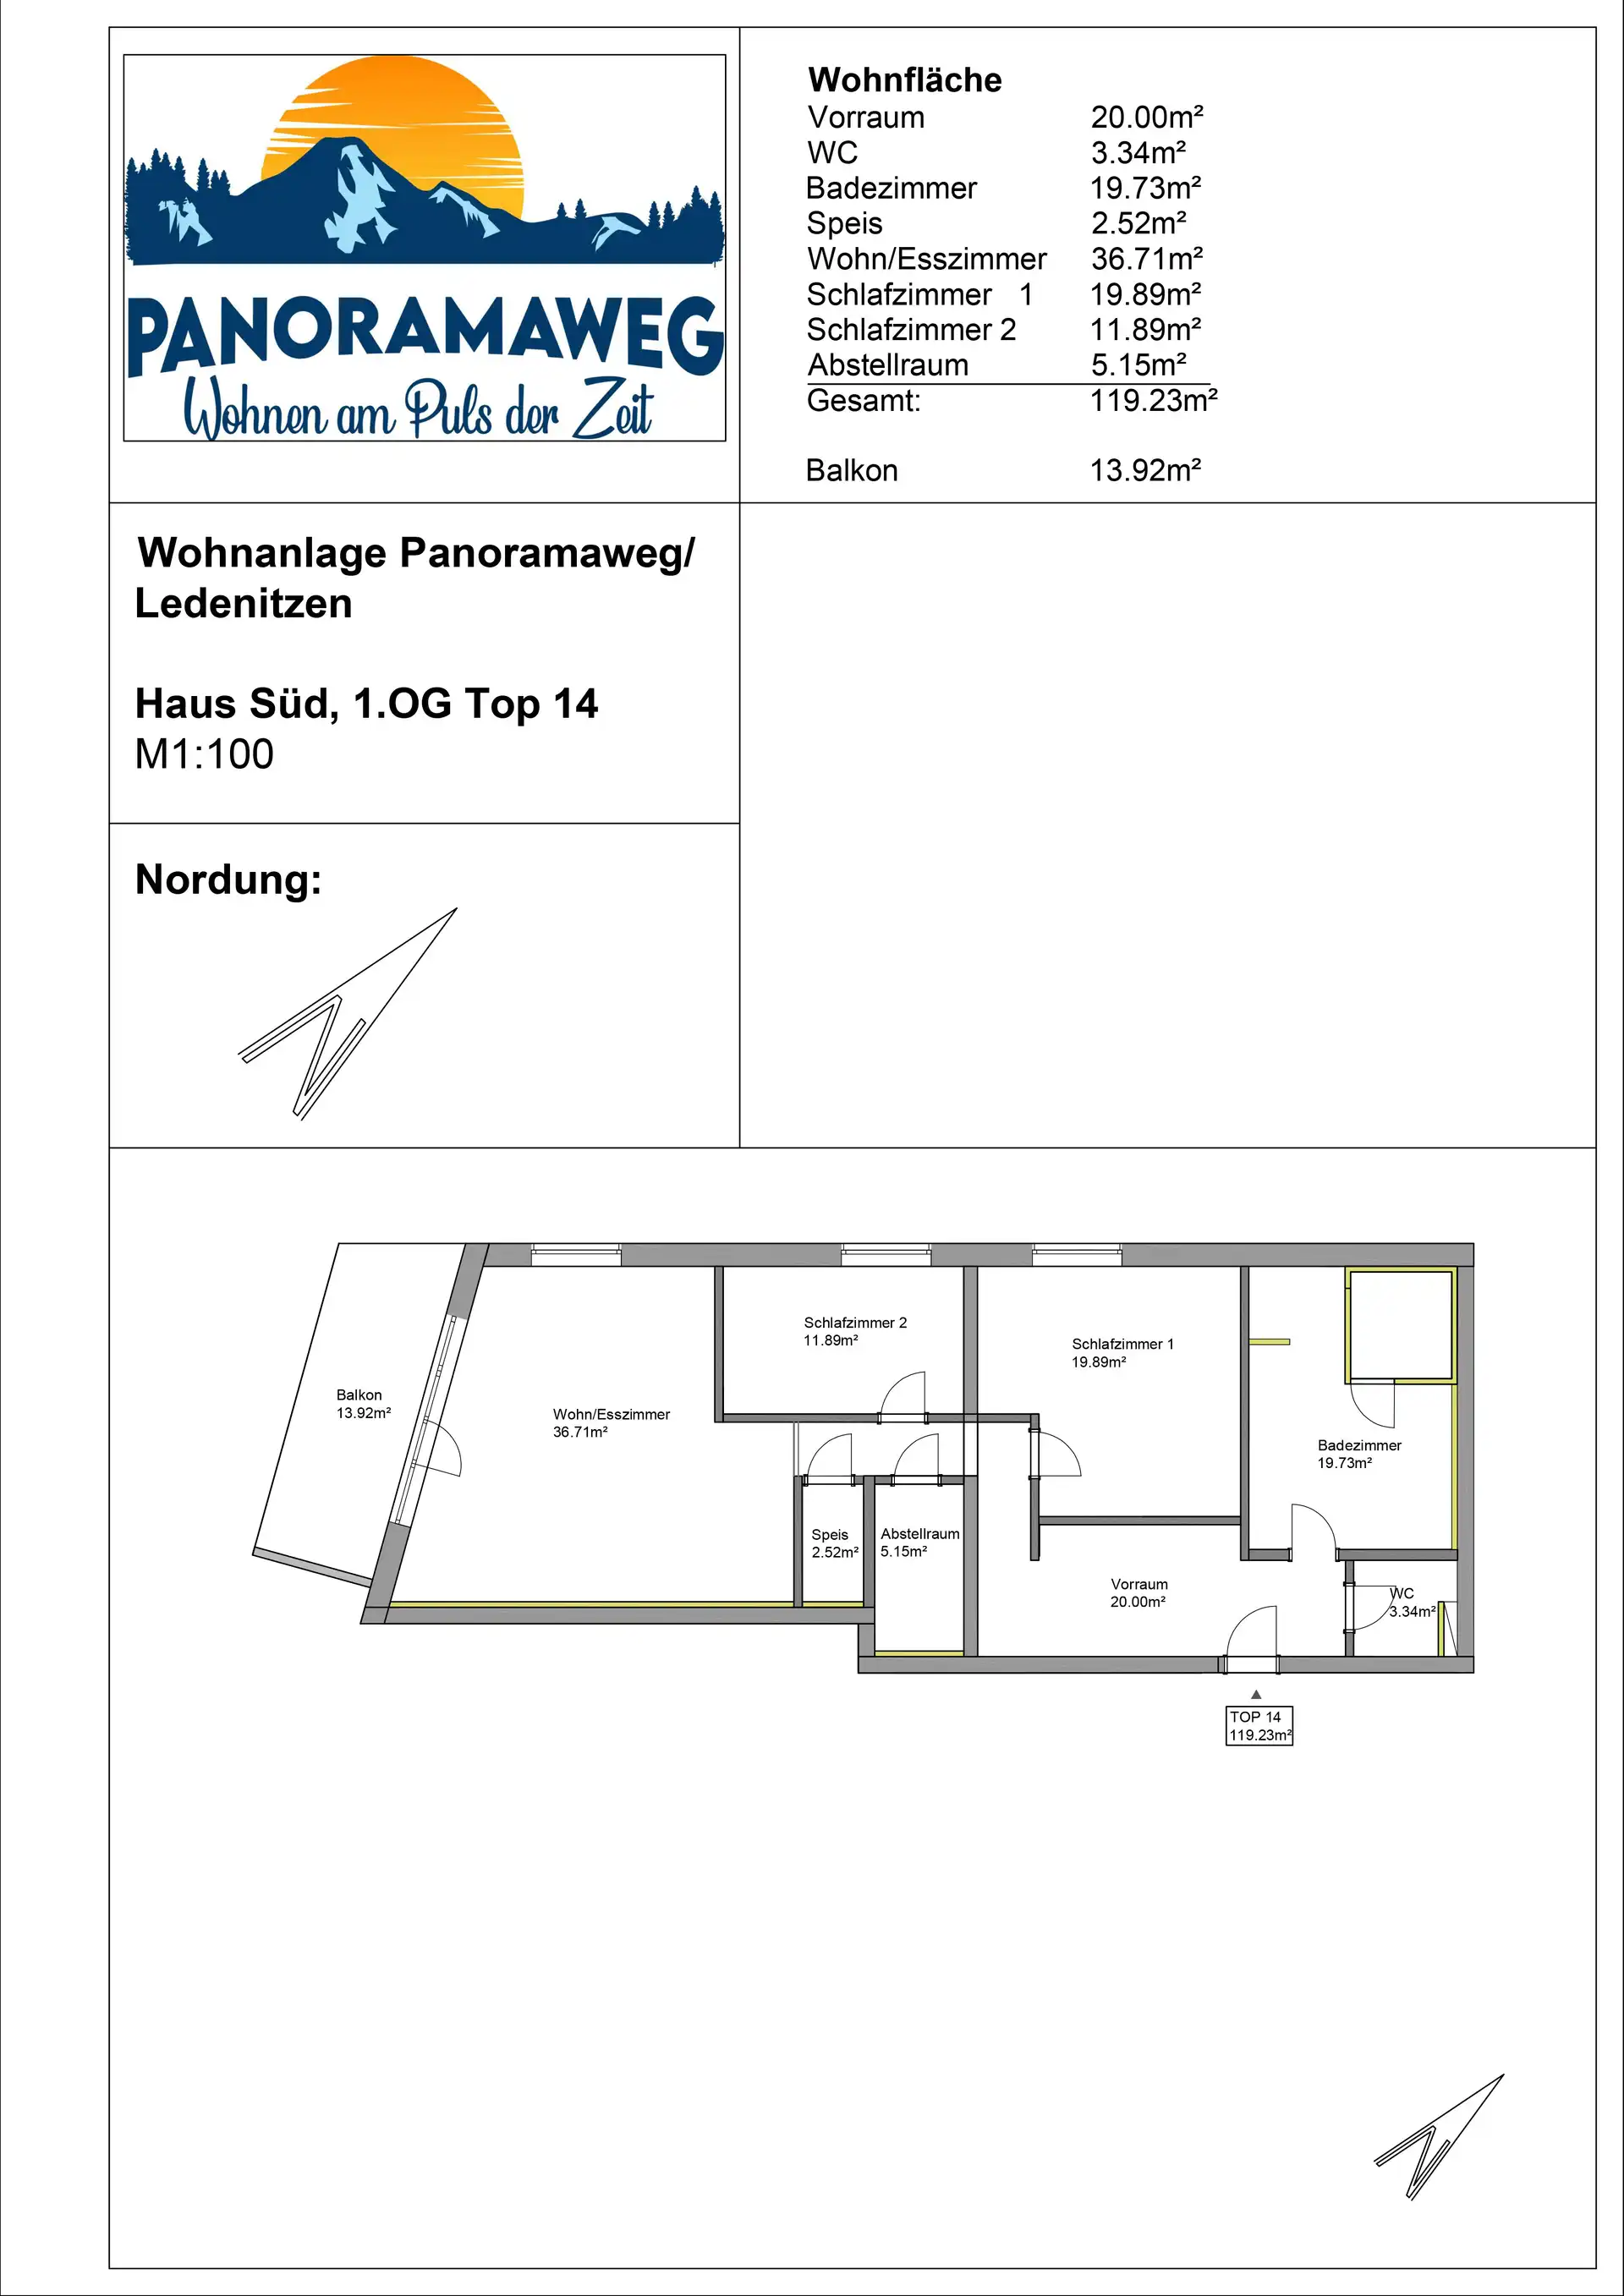 PANORAMAWEG
Wohnen am Puls der Zeit
Wohnfläche
Vorraum 20.00m²
WC 3.34m²
Badezimmer 19.73m²
Speis 2.52m²
Wohn/Esszimmer 36.71m²
Schlafzimmer 1 19.89m²
Schlafzimmer 2 11.89m²
Abstellraum 5.15m²
Gesamt: 119.23m²
Balkon 13.92m²
Wohnanlage Panoramaweg/
Ledenitzen
Haus Süd, 1.OG Top 14
M1:100
Nordung:
N
Schlafzimmer 2
11.89m²
Schlafzimmer 1
19.89m²
Balkon
13.92m²
Wohn/Esszimmer
36.71m²
Badezimmer
19.73m²
Speis
2.52m²
Abstellraum
5.15m²
Vorraum
20.00m²
WC
3.34m²
TOP 14
119.23m²
N